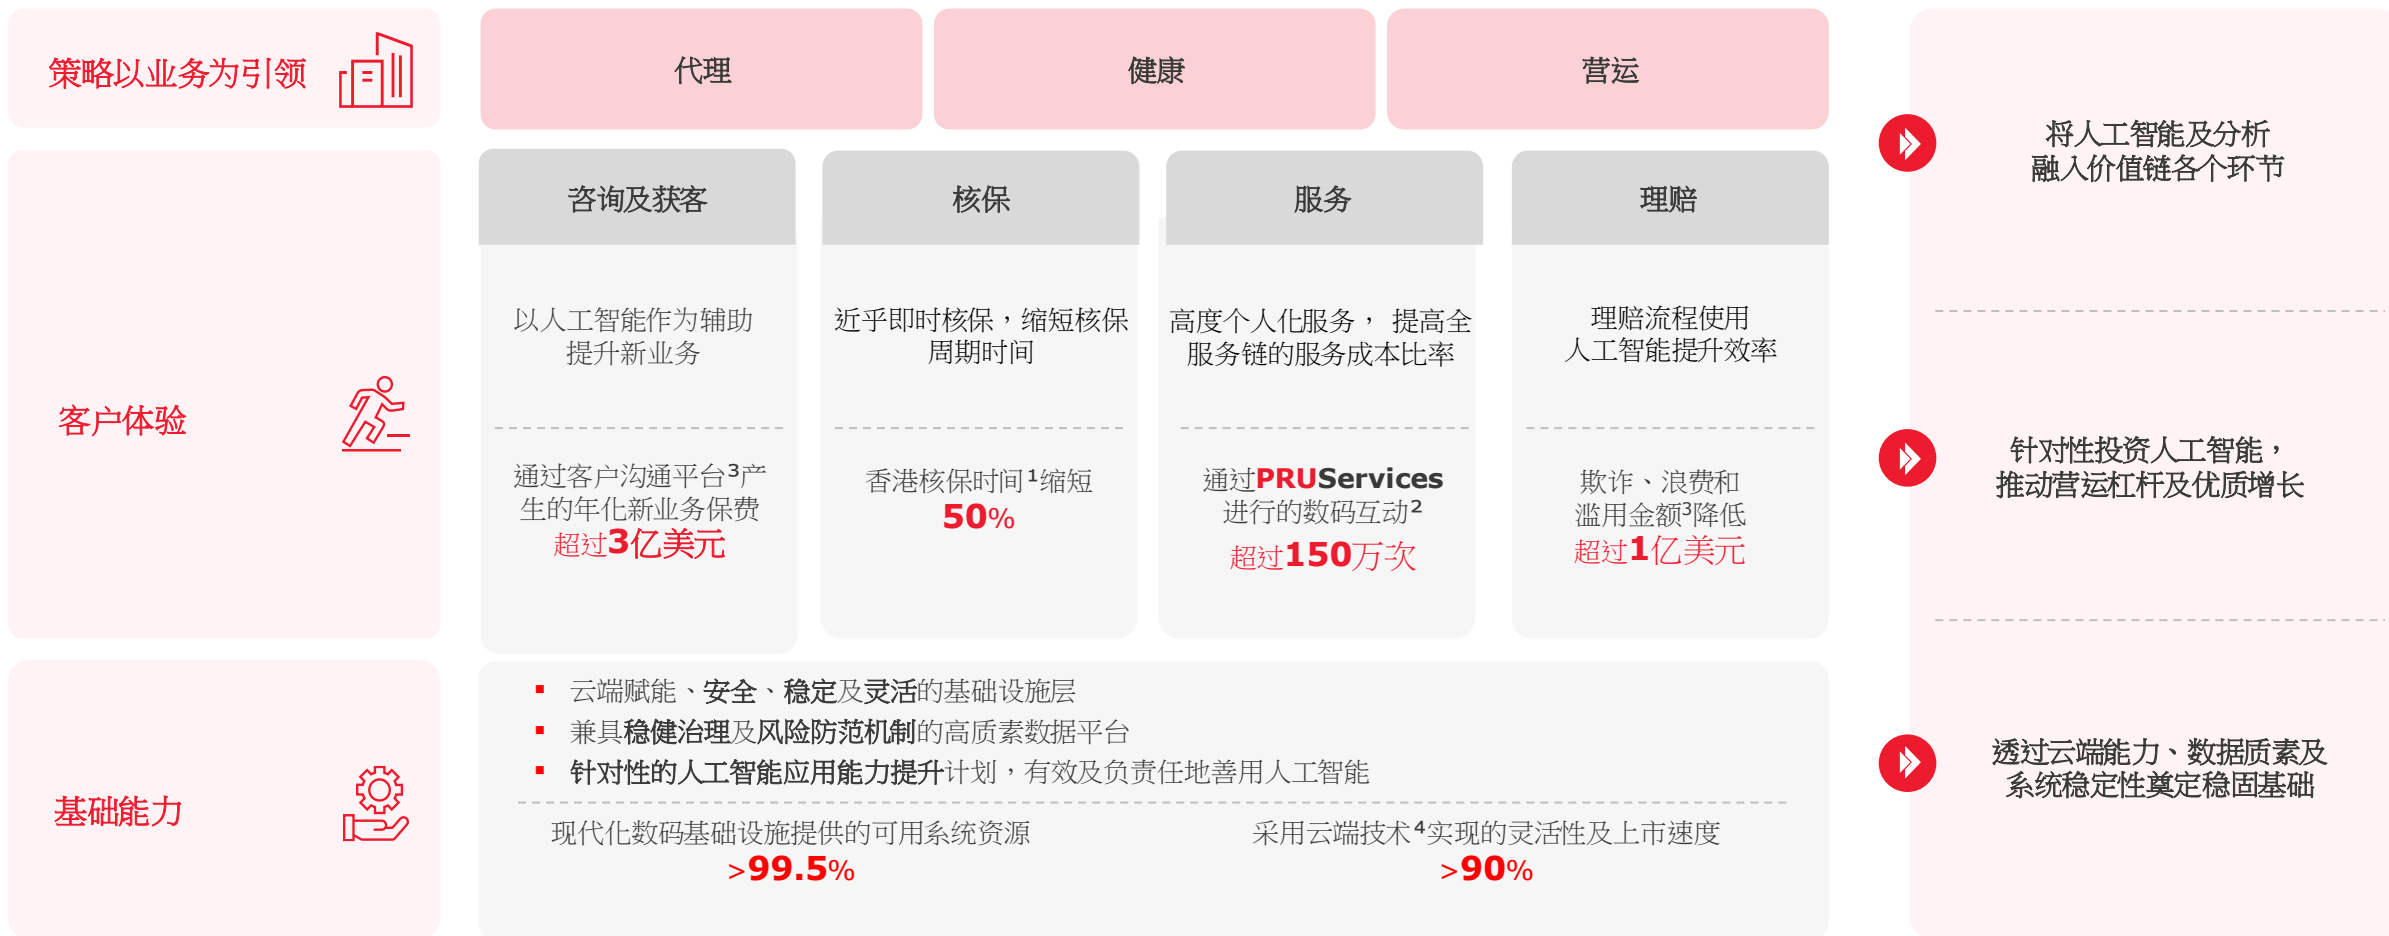 策略以业务为引领
代理
健康
营运
客户体验
咨询及获客
以人工智能作为辅助
提升新业务
通过客户沟通平台³产
生的年化新业务保费
超过3亿美元
核保
近乎即时核保，缩短核保
周期时间
香港核保时间¹缩短
50%
服务
高度个人化服务， 提高全
服务链的服务成本比率
通过PRUServices
进行的数码互动²
超过150万次
理赔
理赔流程使用
人工智能提升效率
欺诈、浪费和
滥用金额³降低
超过1亿美元
基础能力
▪ 云端赋能、安全、稳定及灵活的基础设施层
▪ 兼具稳健治理及风险防范机制的高质素数据平台
▪ 针对性的人工智能应用能力提升计划，有效及负责任地善用人工智能
现代化数码基础设施提供的可用系统资源
>99.5%
采用云端技术⁴实现的灵活性及上市速度
>90%
将人工智能及分析
融入价值链各个环节
针对性投资人工智能，
推动营运杠杆及优质增长
透过云端能力、数据质素及
系统稳定性奠定稳固基础